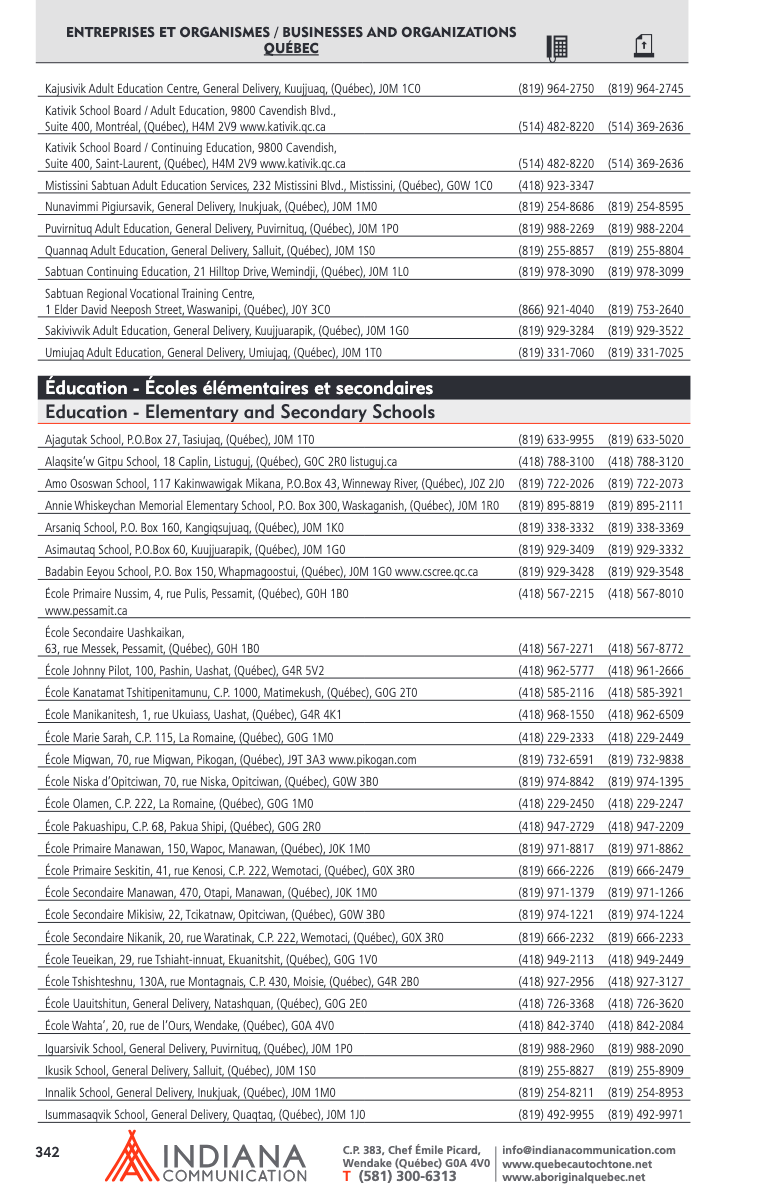 ENTREPRISES ET ORGANISMES / BUSINESSES AND ORGANIZATIONS
QUÉBEC
Kajusivik Adult Education Centre, General Delivery, Kuujjuaq, (Québec), J0M 1C0 (819) 964-2750 (819) 964-2745
Kativik School Board / Adult Education, 9800 Cavendish Blvd.,
Suite 400, Montréal, (Québec), H4M 2V9 www.kativik.qc.ca (514) 482-8220 (514) 369-2636
Kativik School Board / Continuing Education, 9800 Cavendish,
Suite 400, Saint-Laurent, (Québec), H4M 2V9 www.kativik.qc.ca (514) 482-8220 (514) 369-2636
Mistissini Sabtuan Adult Education Services, 232 Mistissini Blvd., Mistissini, (Québec), G0W 1C0 (418) 923-3347
Nunavimmi Pigiursavik, General Delivery, Inukjuak, (Québec), J0M 1M0 (819) 254-8686 (819) 254-8595
Puvirnituq Adult Education, General Delivery, Puvirnituq, (Québec), J0M 1P0 (819) 988-2269 (819) 988-2204
Quannaq Adult Education, General Delivery, Salluit, (Québec), J0M 1S0 (819) 255-8857 (819) 255-8804
Sabtuan Continuing Education, 21 Hilltop Drive, Wemindji, (Québec), J0M 1L0 (819) 978-3090 (819) 978-3099
Sabtuan Regional Vocational Training Centre,
1 Elder David Neeposh Street, Waswanipi, (Québec), J0Y 3C0 (866) 921-4040 (819) 753-2640
Sakivivvik Adult Education, General Delivery, Kuujjuarapik, (Québec), J0M 1G0 (819) 929-3284 (819) 929-3522
Umiujaq Adult Education, General Delivery, Umiujaq, (Québec), J0M 1T0 (819) 331-7060 (819) 331-7025
Éducation - Écoles élémentaires et secondaires
Education - Elementary and Secondary Schools
Ajagutak School, P.O.Box 27, Tasiujaq, (Québec), J0M 1T0 (819) 633-9955 (819) 633-5020
Alaqsite’w Gitpu School, 18 Caplin, Listuguj, (Québec), G0C 2R0 listuguj.ca (418) 788-3100 (418) 788-3120
Amo Ososwan School, 117 Kakinwawigak Mikana, P.O.Box 43, Winneway River, (Québec), J0Z 2J0 (819) 722-2026 (819) 722-2073
Annie Whiskeychan Memorial Elementary School, P.O. Box 300, Waskaganish, (Québec), J0M 1R0 (819) 895-8819 (819) 895-2111
Arsaniq School, P.O. Box 160, Kangiqsujuaq, (Québec), J0M 1K0 (819) 338-3332 (819) 338-3369
Asimautaq School, P.O.Box 60, Kuujjuarapik, (Québec), J0M 1G0 (819) 929-3409 (819) 929-3332
Badabin Eeyou School, P.O. Box 150, Whapmagoostui, (Québec), J0M 1G0 www.cscree.qc.ca (819) 929-3428 (819) 929-3548
École Primaire Nussim, 4, rue Pulis, Pessamit, (Québec), G0H 1B0 (418) 567-2215 (418) 567-8010
www.pessamit.ca
École Secondaire Uashkaikan,
63, rue Messek, Pessamit, (Québec), G0H 1B0 (418) 567-2271 (418) 567-8772
École Johnny Pilot, 100, Pashin, Uashat, (Québec), G4R 5V2 (418) 962-5777 (418) 961-2666
École Kanatamat Tshitipenitamunu, C.P. 1000, Matimekush, (Québec), G0G 2T0 (418) 585-2116 (418) 585-3921
École Manikanitesh, 1, rue Ukuiass, Uashat, (Québec), G4R 4K1 (418) 968-1550 (418) 962-6509
École Marie Sarah, C.P. 115, La Romaine, (Québec), G0G 1M0 (418) 229-2333 (418) 229-2449
École Migwan, 70, rue Migwan, Pikogan, (Québec), J9T 3A3 www.pikogan.com (819) 732-6591 (819) 732-9838
École Niska d’Opitciwan, 70, rue Niska, Opitciwan, (Québec), G0W 3B0 (819) 974-8842 (819) 974-1395
École Olamen, C.P. 222, La Romaine, (Québec), G0G 1M0 (418) 229-2450 (418) 229-2247
École Pakuashipu, C.P. 68, Pakua Shipi, (Québec), G0G 2R0 (418) 947-2729 (418) 947-2209
École Primaire Manawan, 150, Wapoc, Manawan, (Québec), J0K 1M0 (819) 971-8817 (819) 971-8862
École Primaire Seskitin, 41, rue Kenosi, C.P. 222, Wemotaci, (Québec), G0X 3R0 (819) 666-2226 (819) 666-2479
École Secondaire Manawan, 470, Otapi, Manawan, (Québec), J0K 1M0 (819) 971-1379 (819) 971-1266
École Secondaire Mikisiw, 22, Tcikatnaw, Opitciwan, (Québec), G0W 3B0 (819) 974-1221 (819) 974-1224
École Secondaire Nikanik, 20, rue Waratinak, C.P. 222, Wemotaci, (Québec), G0X 3R0 (819) 666-2232 (819) 666-2233
École Teueikan, 29, rue Tshiaht-innuat, Ekuanitshit, (Québec), G0G 1V0 (418) 949-2113 (418) 949-2449
École Tshishteshnu, 130A, rue Montagnais, C.P. 430, Moisie, (Québec), G4R 2B0 (418) 927-2956 (418) 927-3127
École Uauitshitun, General Delivery, Natashquan, (Québec), G0G 2E0 (418) 726-3368 (418) 726-3620
École Wahta’, 20, rue de l’Ours, Wendake, (Québec), G0A 4V0 (418) 842-3740 (418) 842-2084
Iguarsivik School, General Delivery, Puvirnituq, (Québec), J0M 1P0 (819) 988-2960 (819) 988-2090
Ikusik School, General Delivery, Salluit, (Québec), J0M 1S0 (819) 255-8827 (819) 255-8909
Innalik School, General Delivery, Inukjuak, (Québec), J0M 1M0 (819) 254-8211 (819) 254-8953
Isummasaqvik School, General Delivery, Quaqtaq, (Québec), J0M 1J0 (819) 492-9955 (819) 492-9971
342
INDIANA
COMMUNICATION
C.P. 383, Chef Émile Picard,
Wendake (Québec) G0A 4V0
T (581) 300-6313
info@indianacommunication.com
www.quebecautochtone.net
www.aboriginalquebec.net